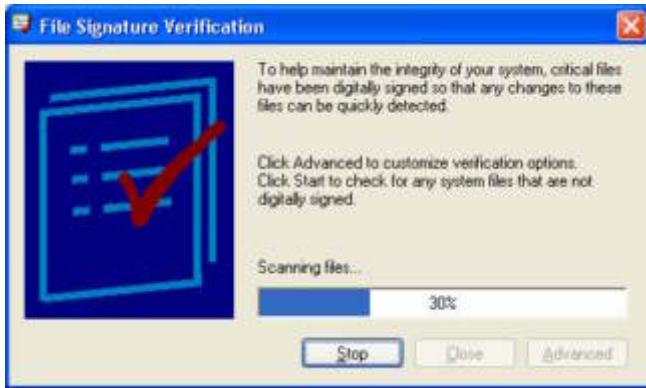 File Signature Verification
To help maintain the integrity of your system, critical files
have been digitally signed so that any changes to these
files can be quickly detected.
Click Advanced to customize verification options.
Click Start to check for any system files that are not
digitally signed.
Scanning files...
30%
Stop Close Advanced